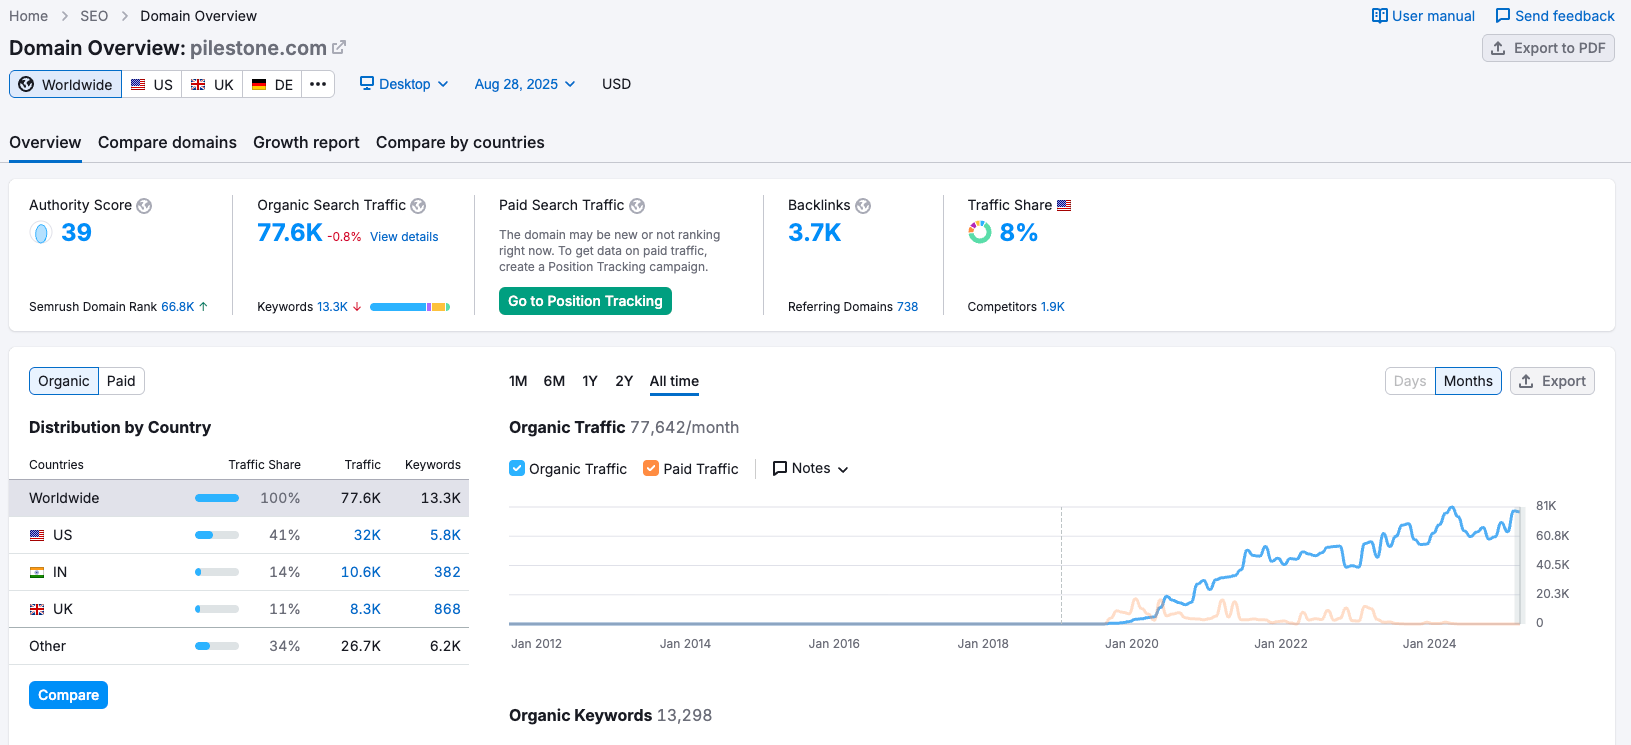 Home > SEO > Domain Overview
User manual
Send feedback
Domain Overview: pilestone.com
Export to PDF
Worldwide US UK DE ••• Desktop Aug 28, 2025 USD
Overview Compare domains Growth report Compare by countries
Authority Score
39
Semrush Domain Rank 66.8K ↑
Organic Search Traffic
77.6K -0.8% View details
Keywords 13.3K ↓
Paid Search Traffic
The domain may be new or not ranking
right now. To get data on paid traffic,
create a Position Tracking campaign.
Go to Position Tracking
Backlinks
3.7K
Referring Domains 738
Traffic Share
8%
Competitors 1.9K
Organic Paid
Distribution by Country
Countries Traffic Share Traffic Keywords
Worldwide 100% 77.6K 13.3K
US 41% 32K 5.8K
IN 14% 10.6K 382
UK 11% 8.3K 868
Other 34% 26.7K 6.2K
Compare
1M 6M 1Y 2Y All time
Days Months Export
Organic Traffic 77,642/month
Organic Traffic Paid Traffic Notes
81K
60.8K
40.5K
20.3K
0
Jan 2012 Jan 2014 Jan 2016 Jan 2018 Jan 2020 Jan 2022 Jan 2024
Organic Keywords 13,298